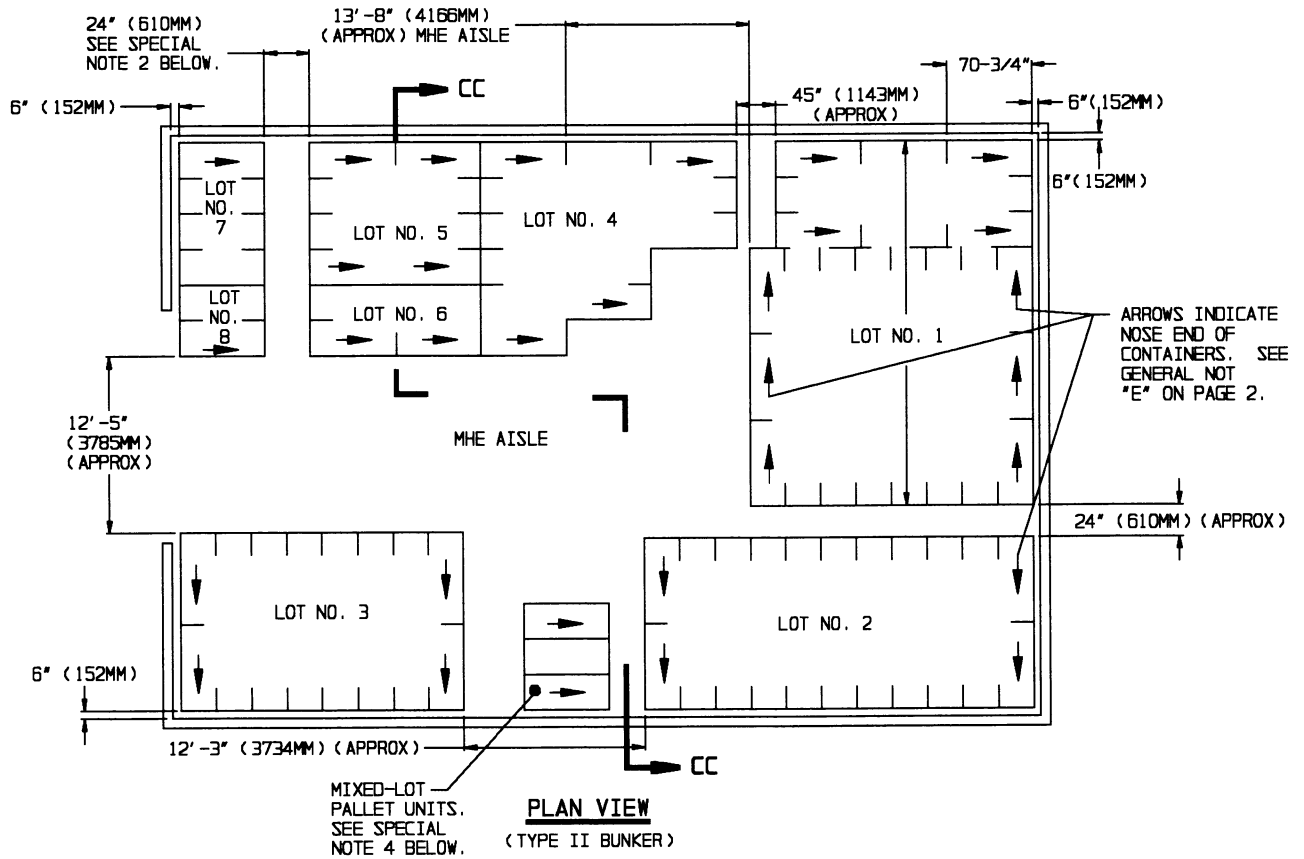 24" (610MM)
SEE SPECIAL
NOTE 2 BELOW.
13'-8" (4166MM)
(APPROX) MHE AISLE
CC
70-3/4"
6" (152MM)
45" (1143MM)
(APPROX)
6"(152MM)
6"(152MM)
LOT
NO.
7
LOT NO. 5
LOT NO. 4
LOT
NO.
8
LOT NO. 6
LOT NO. 1
ARROWS INDICATE
NOSE END OF
CONTAINERS. SEE
GENERAL NOT
"E" ON PAGE 2.
12'-5"
(3785MM)
(APPROX)
MHE AISLE
24" (610MM) (APPROX)
LOT NO. 3
LOT NO. 2
6" (152MM)
12'-3" (3734MM) (APPROX)
CC
MIXED-LOT
PALLET UNITS.
SEE SPECIAL
NOTE 4 BELOW.
PLAN VIEW
(TYPE II BUNKER)